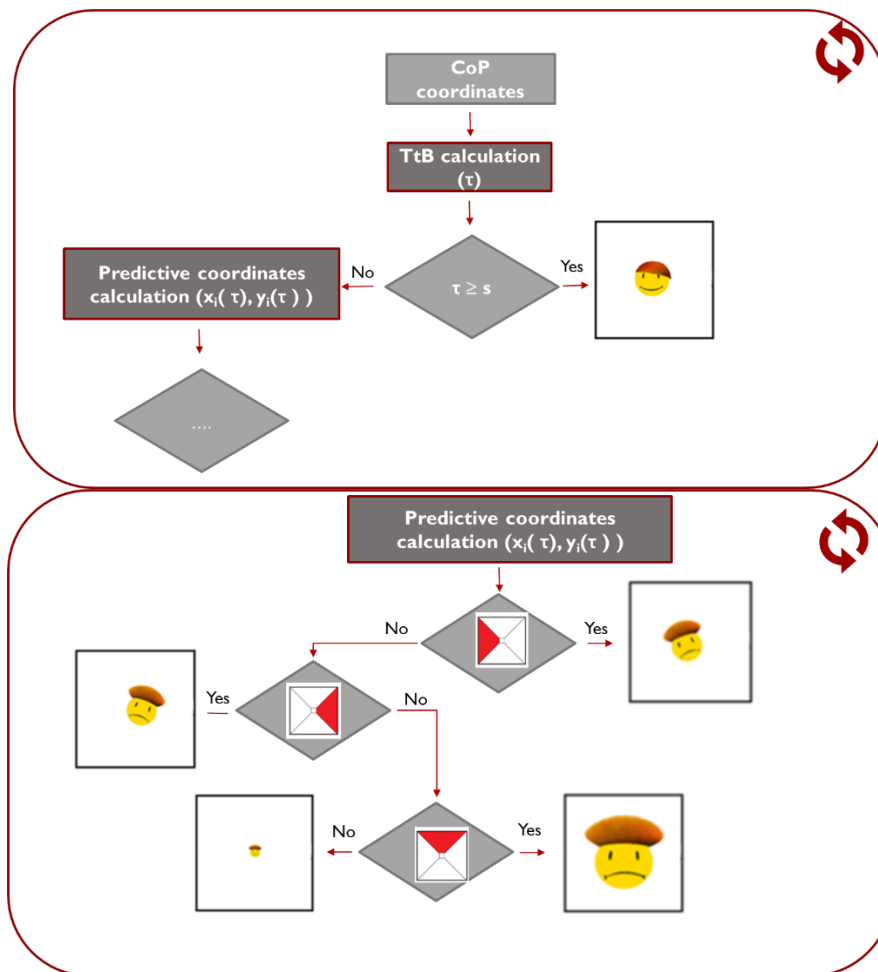 CoP
coordinates
TtB calculation
(τ)
Predictive coordinates
calculation (xᵢ( τ), yᵢ(τ ) )
No
τ ≥ s
Yes
....
Predictive coordinates
calculation (xᵢ( τ), yᵢ(τ ) )
No
Yes
Yes
No
No
Yes